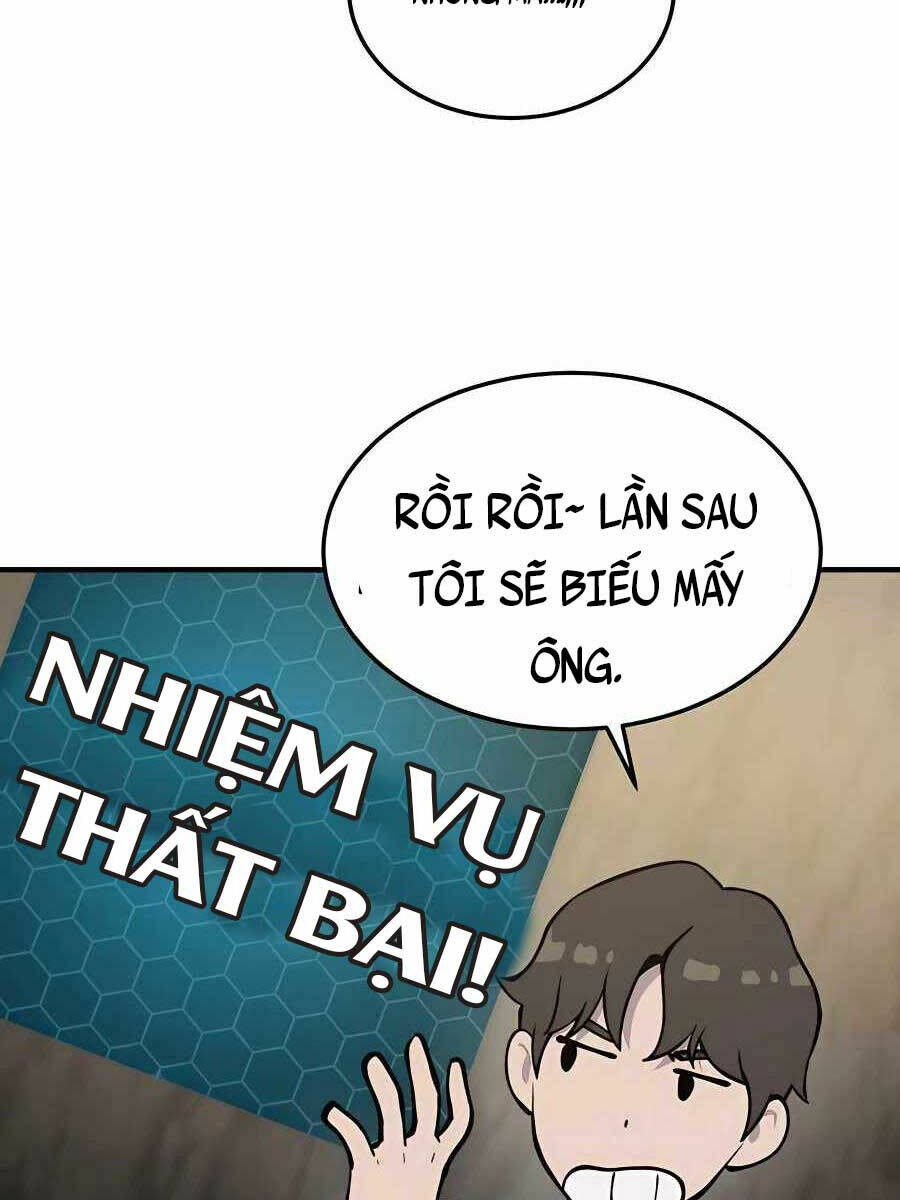 RỒI RỒI~ LẦN SAU
TÔI SẼ BIẾU MẤY
ÔNG.
NHIỆM VỤ
THẤT BẠI!